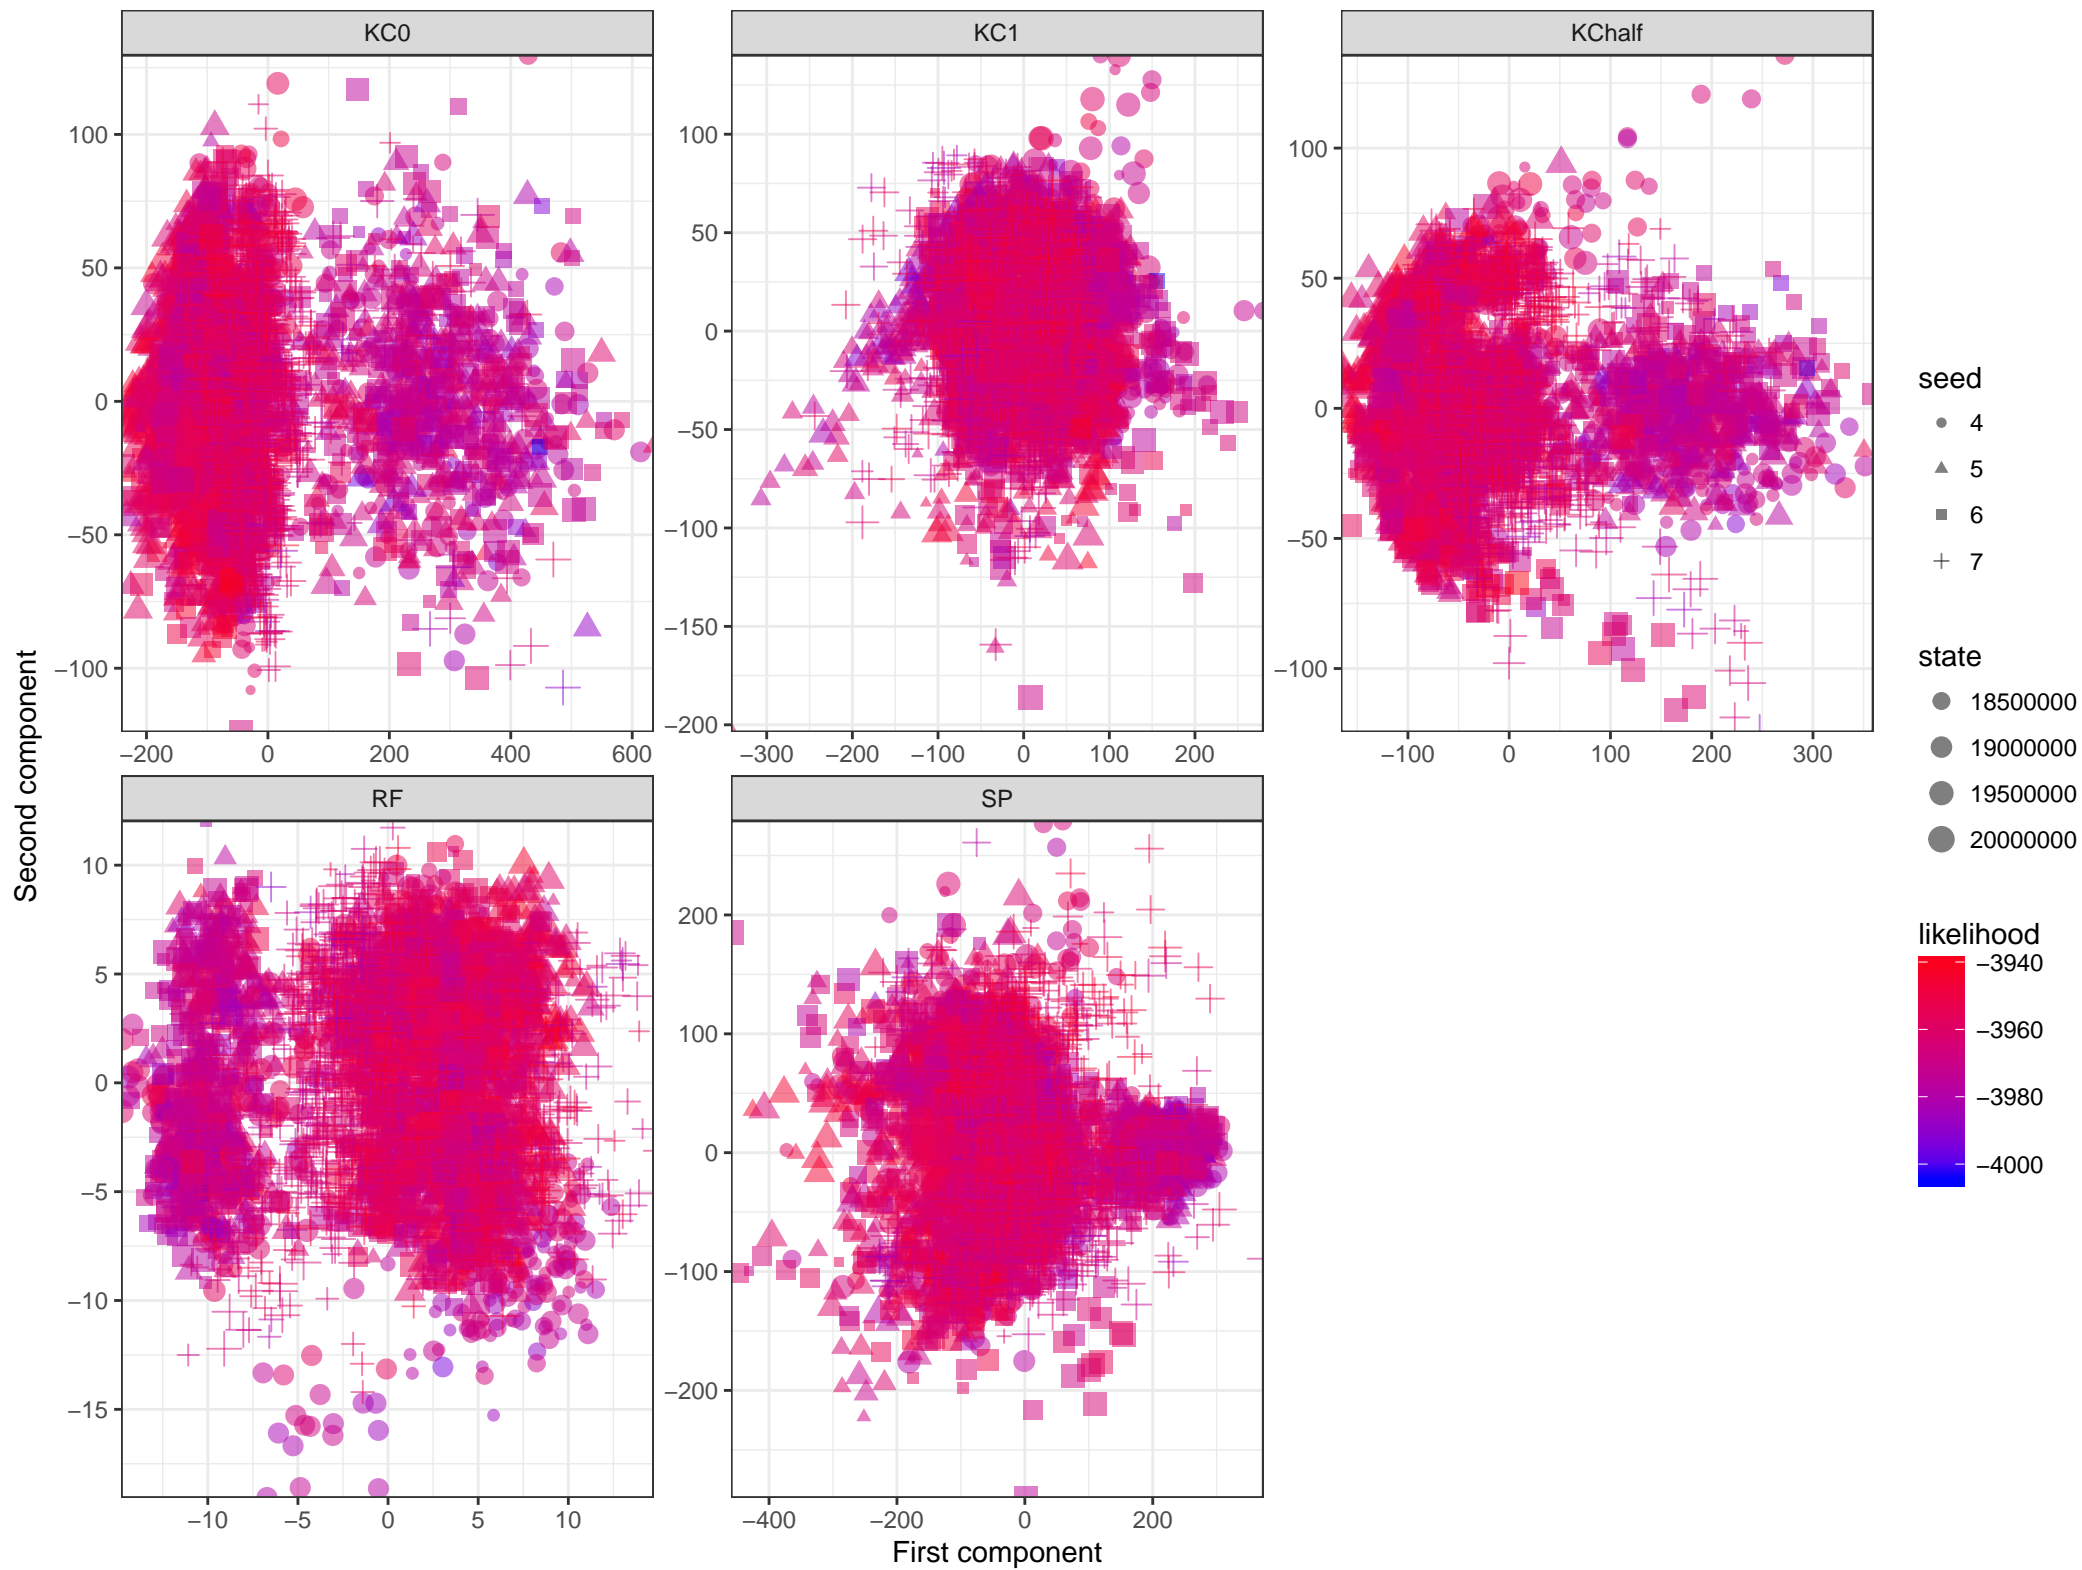 KC0
KC1
KChalf
100
50
0
−50
−100
100
50
0
−50
−100
−150
−200
100
50
0
−50
−100
−200 0 200 400 600
−300 −200 −100 0 100 200
−100 0 100 200 300
RF
SP
10
5
0
−5
−10
−15
200
100
0
−100
−200
−10 −5 0 5 10
−400 −200 0 200
First component
Second component
seed
4
5
6
7
state
18500000
19000000
19500000
20000000
likelihood
−3940
−3960
−3980
−4000